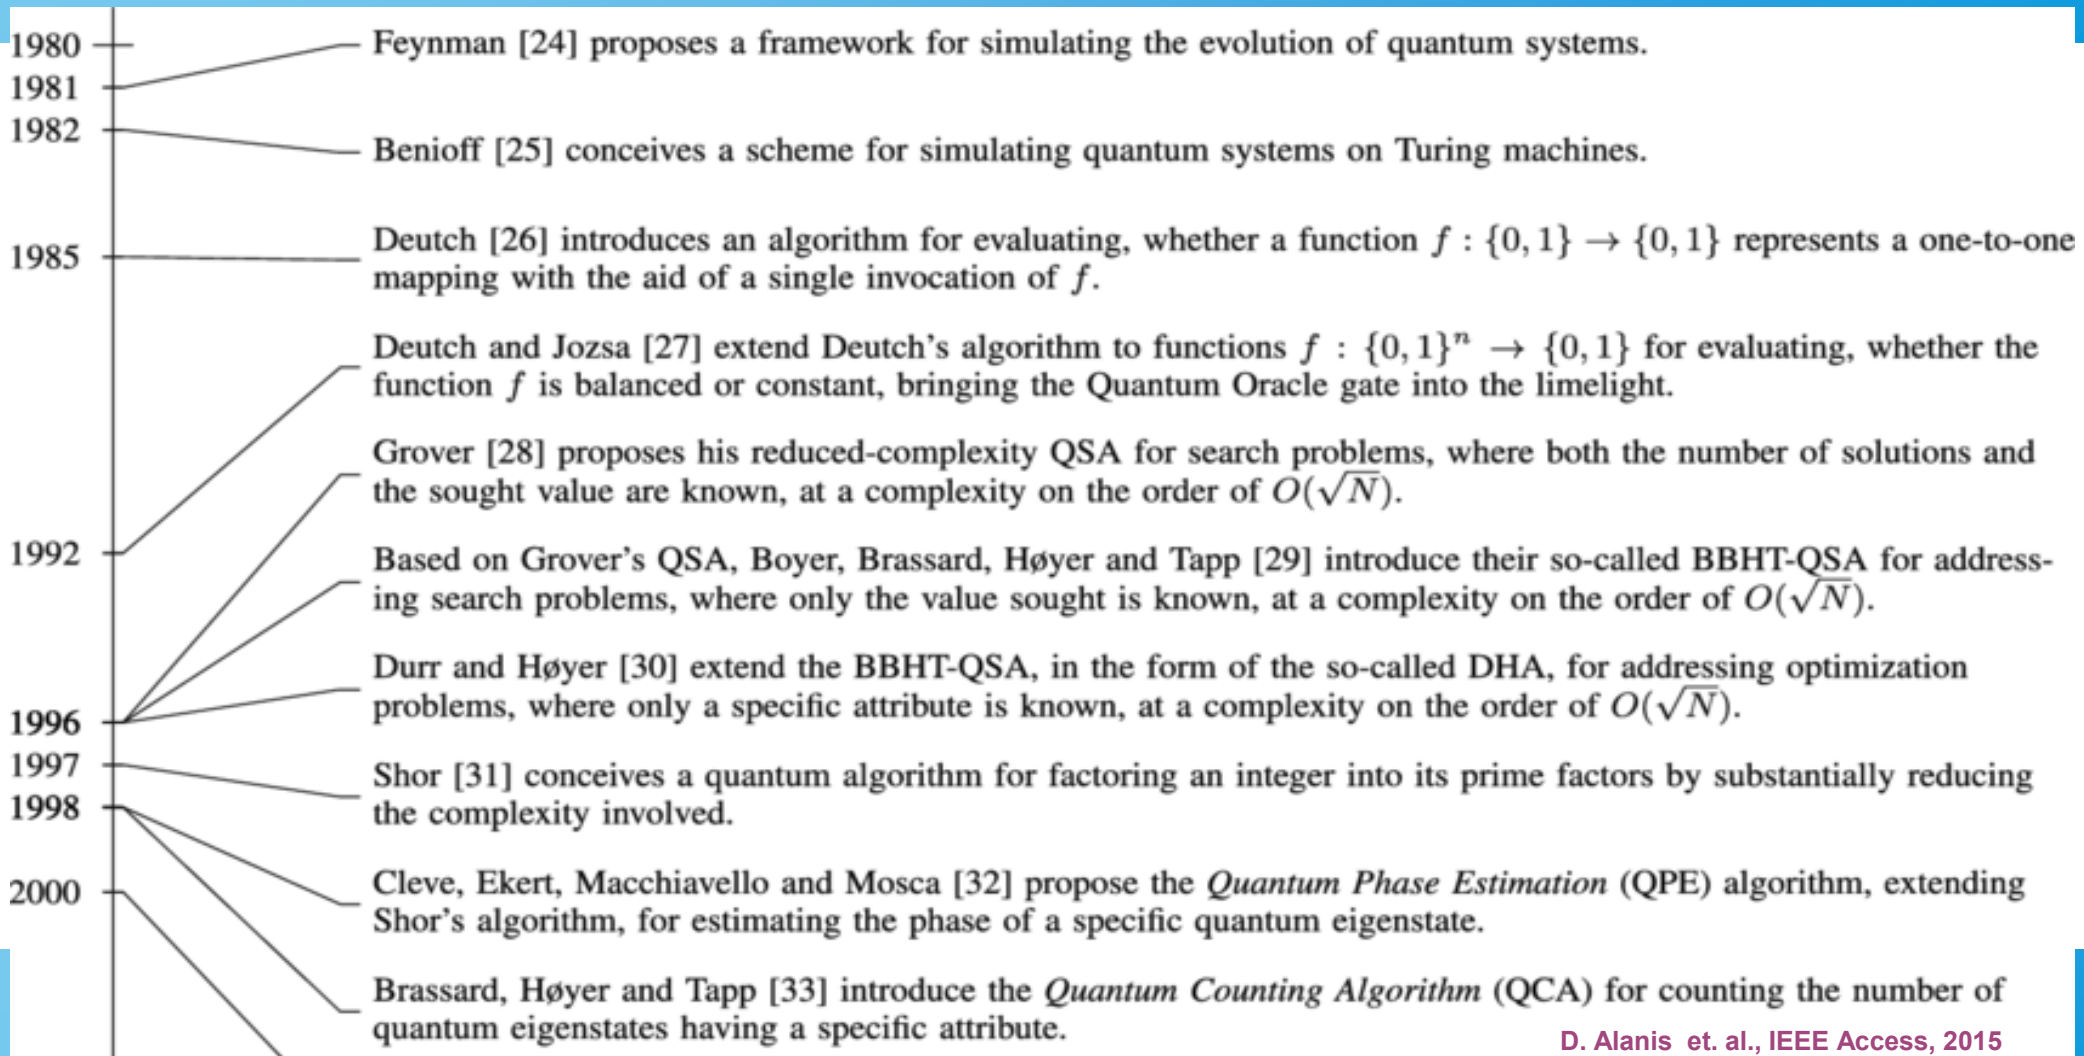 1980
Feynman [24] proposes a framework for simulating the evolution of quantum systems.
1981
1982
Benioff [25] conceives a scheme for simulating quantum systems on Turing machines.
1985
Deutch [26] introduces an algorithm for evaluating, whether a function f : {0, 1} → {0, 1} represents a one-to-one
mapping with the aid of a single invocation of f.
Deutch and Jozsa [27] extend Deutch's algorithm to functions f : {0, 1}ⁿ → {0, 1} for evaluating, whether the
function f is balanced or constant, bringing the Quantum Oracle gate into the limelight.
Grover [28] proposes his reduced-complexity QSA for search problems, where both the number of solutions and
the sought value are known, at a complexity on the order of O(√N).
1992
Based on Grover's QSA, Boyer, Brassard, Høyer and Tapp [29] introduce their so-called BBHT-QSA for address-
ing search problems, where only the value sought is known, at a complexity on the order of O(√N).
Durr and Høyer [30] extend the BBHT-QSA, in the form of the so-called DHA, for addressing optimization
problems, where only a specific attribute is known, at a complexity on the order of O(√N).
1996
1997
Shor [31] conceives a quantum algorithm for factoring an integer into its prime factors by substantially reducing
the complexity involved.
1998
Cleve, Ekert, Macchiavello and Mosca [32] propose the Quantum Phase Estimation (QPE) algorithm, extending
Shor's algorithm, for estimating the phase of a specific quantum eigenstate.
2000
Brassard, Høyer and Tapp [33] introduce the Quantum Counting Algorithm (QCA) for counting the number of
quantum eigenstates having a specific attribute.
D. Alanis et. al., IEEE Access, 2015